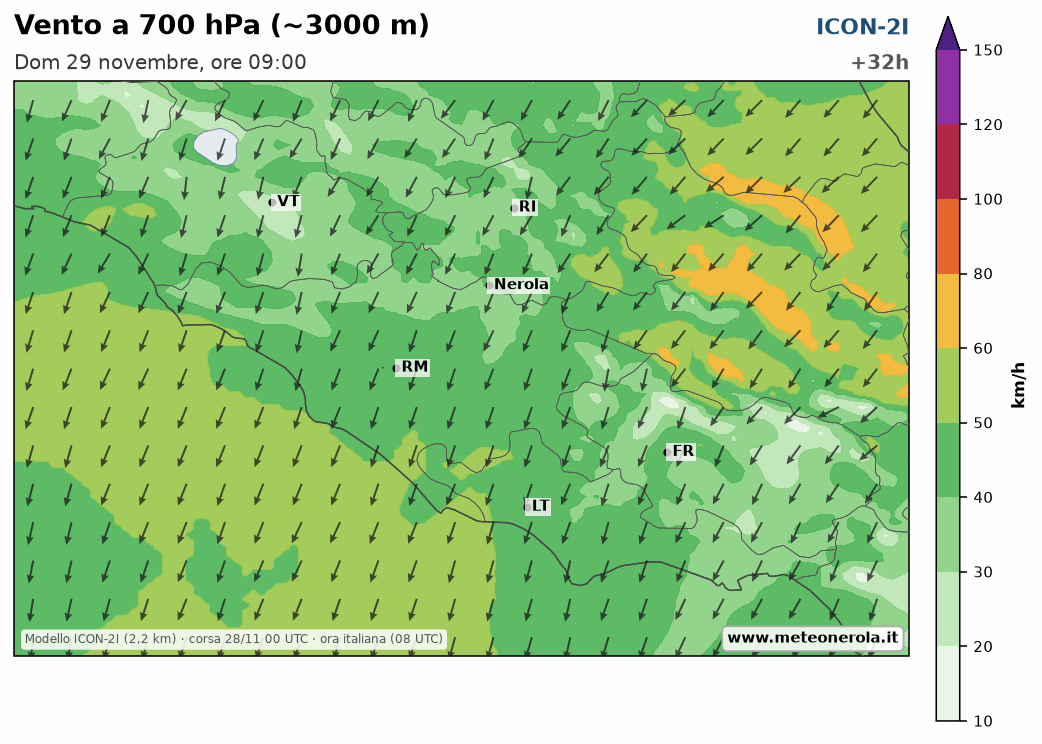 Vento a 700 hPa (~3000 m)
ICON-2I
Dom 29 novembre, ore 09:00
+32h
VT
RI
Nerola
RM
FR
LT
150
120
100
80
60
50
40
30
20
10
km/h
Modello ICON-2I (2,2 km) · corsa 28/11 00 UTC · ora italiana (08 UTC)
www.meteonerola.it